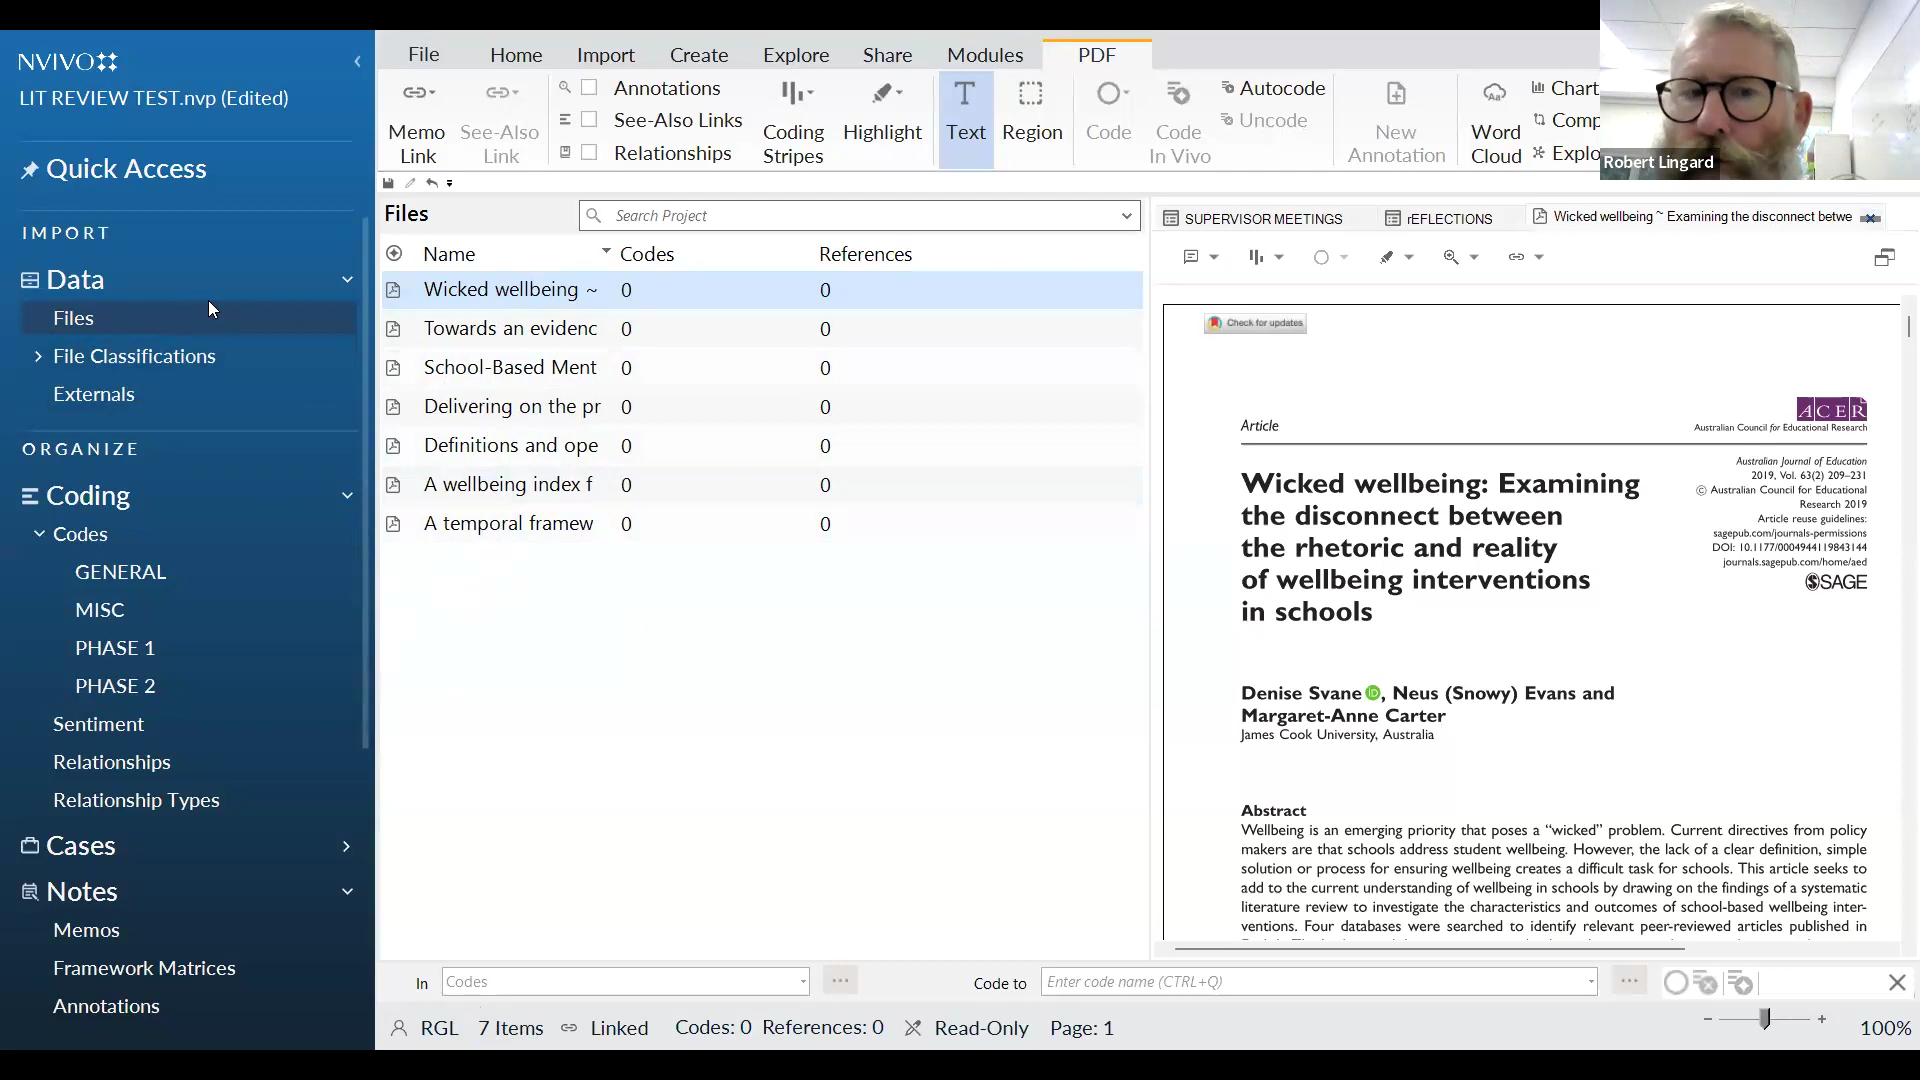 NVIVO
LIT REVIEW TEST.nvp (Edited)
Quick Access
IMPORT
Data
Files
File Classifications
Externals
ORGANIZE
Coding
Codes
GENERAL
MISC
PHASE 1
PHASE 2
Sentiment
Relationships
Relationship Types
Cases
Notes
Memos
Framework Matrices
Annotations
File Home Import Create Explore Share Modules PDF
Memo Link
See-Also Link
Annotations
See-Also Links
Relationships
Coding Stripes
Highlight
Text
Region
Code
Code In Vivo
Autocode
Uncode
New Annotation
Word Cloud
Chart
Comp
Explo
Robert Lingard
Files
Search Project
Name Codes References
Wicked wellbeing ~ 0 0
Towards an evidenc 0 0
School-Based Ment 0 0
Delivering on the pr 0 0
Definitions and ope 0 0
A wellbeing index f 0 0
A temporal framew 0 0
SUPERVISOR MEETINGS
rEFLECTIONS
Wicked wellbeing ~ Examining the disconnect betwe
Check for updates
Article
ACER
Australian Council for Educational Research
Wicked wellbeing: Examining
the disconnect between
the rhetoric and reality
of wellbeing interventions
in schools
Australian Journal of Education
2019, Vol. 63(2) 209–231
© Australian Council for Educational
Research 2019
Article reuse guidelines:
sagepub.com/journals-permissions
DOI: 10.1177/0004944119843144
journals.sagepub.com/home/aed
SAGE
Denise Svane iD, Neus (Snowy) Evans and
Margaret-Anne Carter
James Cook University, Australia
Abstract
Wellbeing is an emerging priority that poses a “wicked” problem. Current directives from policy
makers are that schools address student wellbeing. However, the lack of a clear definition, simple
solution or process for ensuring wellbeing creates a difficult task for schools. This article seeks to
add to the current understanding of wellbeing in schools by drawing on the findings of a systematic
literature review to investigate the characteristics and outcomes of school-based wellbeing inter-
ventions. Four databases were searched to identify relevant peer-reviewed articles published in
In Codes ... Code to Enter code name (CTRL+Q) ...
RGL 7 Items Linked Codes: 0 References: 0 Read-Only Page: 1 100%